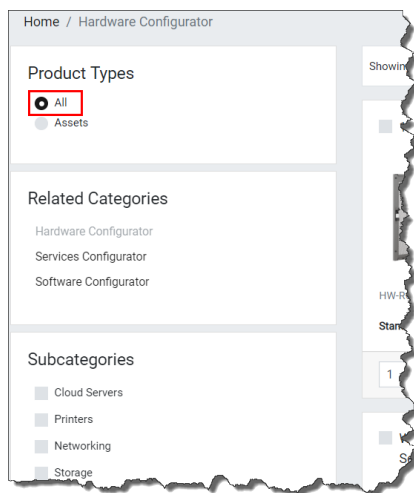 Home / Hardware Configurator
Product Types
All
Assets
Related Categories
Hardware Configurator
Services Configurator
Software Configurator
Subcategories
Cloud Servers
Printers
Networking
Storage
Showin
HW-R
Stan
1